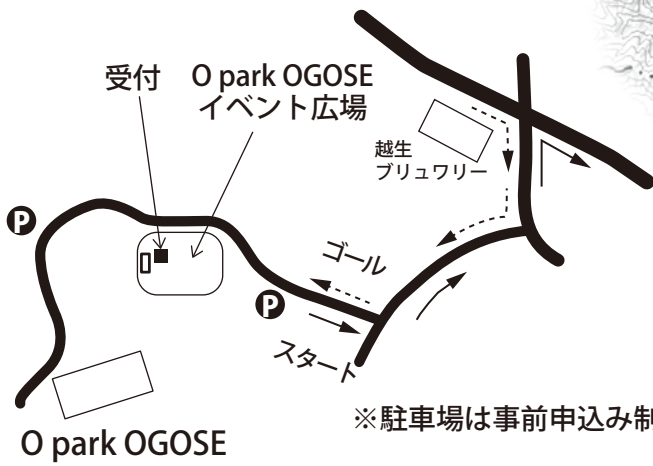 受付
O park OGOSE
イベント広場
越生
ブリュワリー
P
ゴール
P
スタート
※駐車場は事前申込み制
O park OGOSE